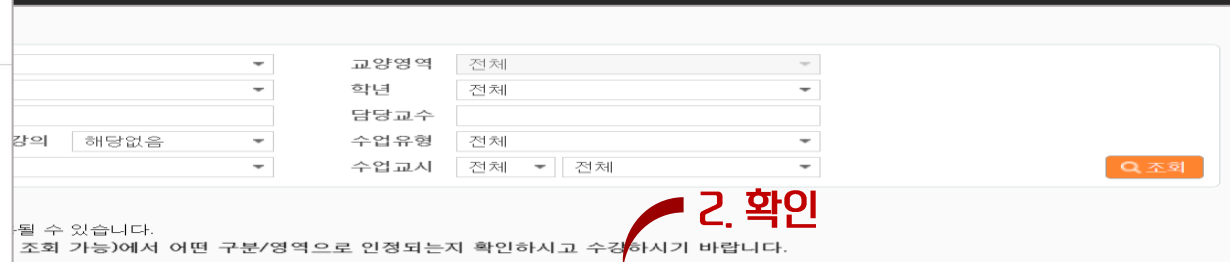 교양영역 전체
학년 전체
담당교수
강의 해당없음 수업유형 전체
수업교시 전체 전체 조회
2. 확인
될 수 있습니다.
조회 가능)에서 어떤 구분/영역으로 인정되는지 확인하시고 수강하시기 바랍니다.